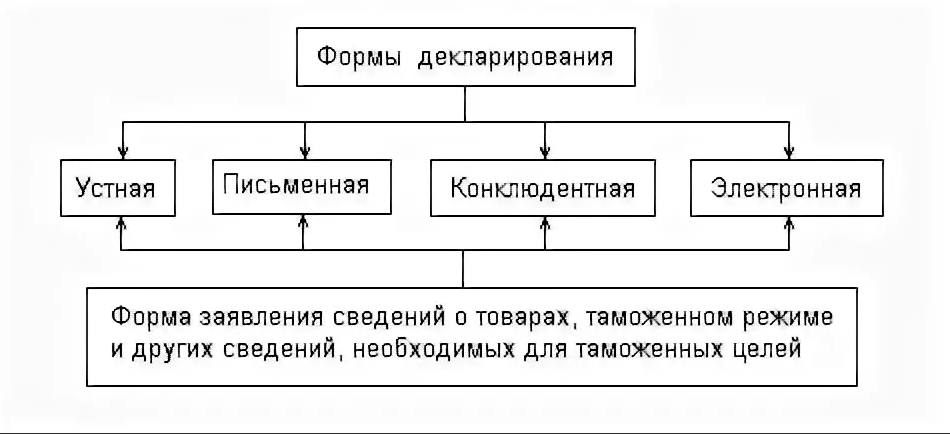 Формы декларирования
Устная
Письменная
Конклюдентная
Электронная
Форма заявления сведений о товарах, таможенном режиме
и других сведений, необходимых для таможенных целей